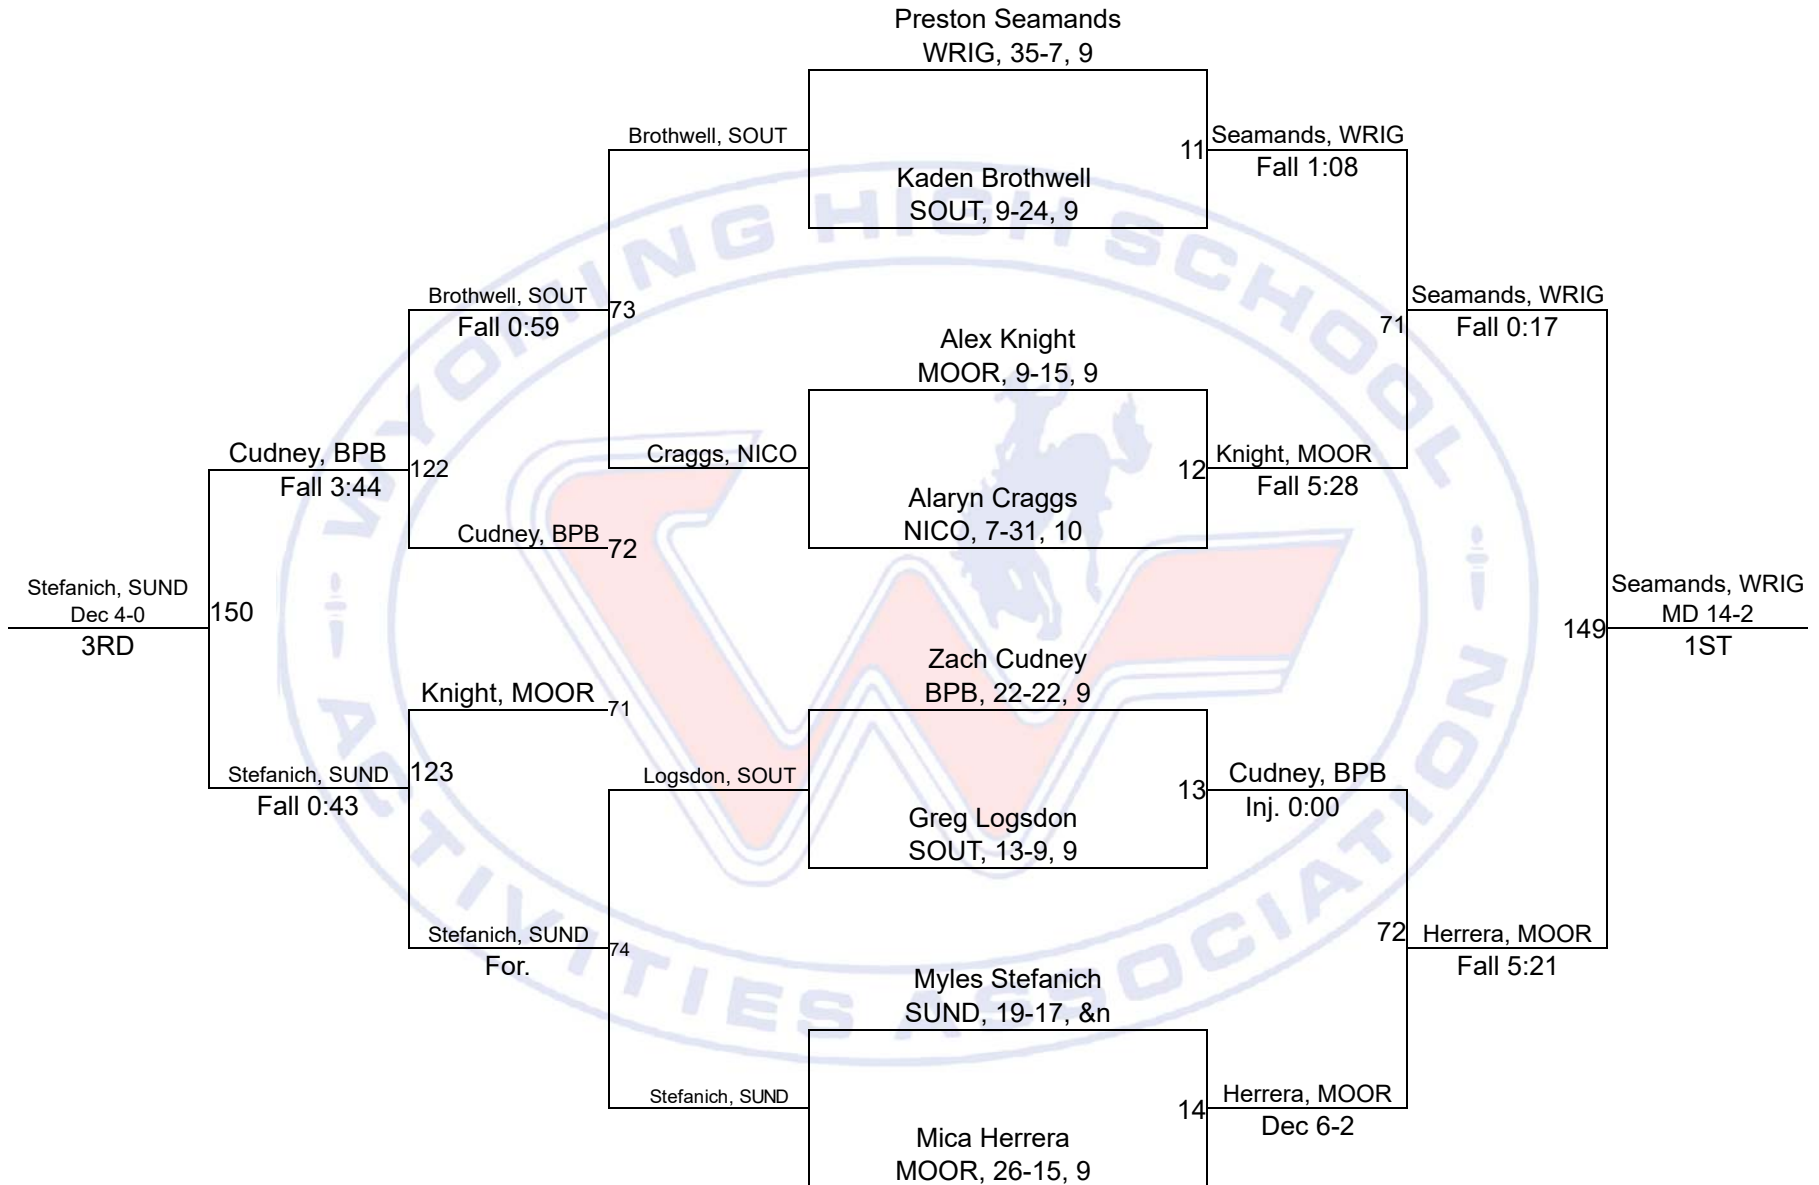 Preston Seamands
WRIG, 35-7, 9
Brothwell, SOUT
11
Seamands, WRIG
Fall 1:08
Kaden Brothwell
SOUT, 9-24, 9
WYOMING HIGH SCHOOL
Brothwell, SOUT
73
Fall 0:59
Seamands, WRIG
71
Fall 0:17
Alex Knight
MOOR, 9-15, 9
Cudney, BPB
122
Fall 3:44
Craggs, NICO
12
Knight, MOOR
Fall 5:28
Alaryn Craggs
NICO, 7-31, 10
Cudney, BPB
72
Stefanich, SUND
Dec 4-0
150
3RD
Seamands, WRIG
MD 14-2
149
1ST
Zach Cudney
BPB, 22-22, 9
Knight, MOOR
71
Stefanich, SUND
123
Fall 0:43
Logsdon, SOUT
13
Cudney, BPB
Inj. 0:00
Greg Logsdon
SOUT, 13-9, 9
Stefanich, SUND
74
For.
72
Herrera, MOOR
Fall 5:21
Myles Stefanich
SUND, 19-17, &n
ACTIVITIES ASSOCIATION
Stefanich, SUND
14
Herrera, MOOR
Dec 6-2
Mica Herrera
MOOR, 26-15, 9